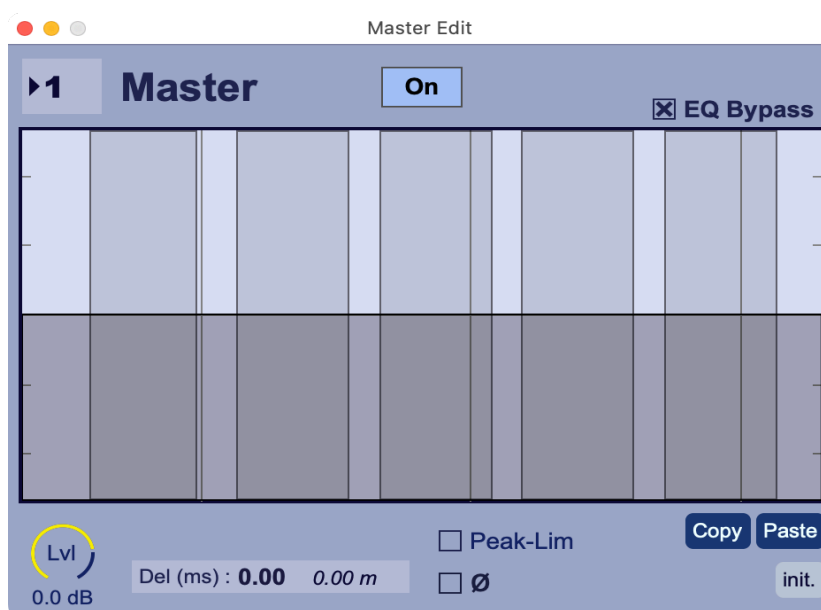 Master Edit
1 Master On
EQ Bypass
Peak-Lim Copy Paste
Lvl
Del (ms) : 0.00 0.00 m Ø init.
0.0 dB